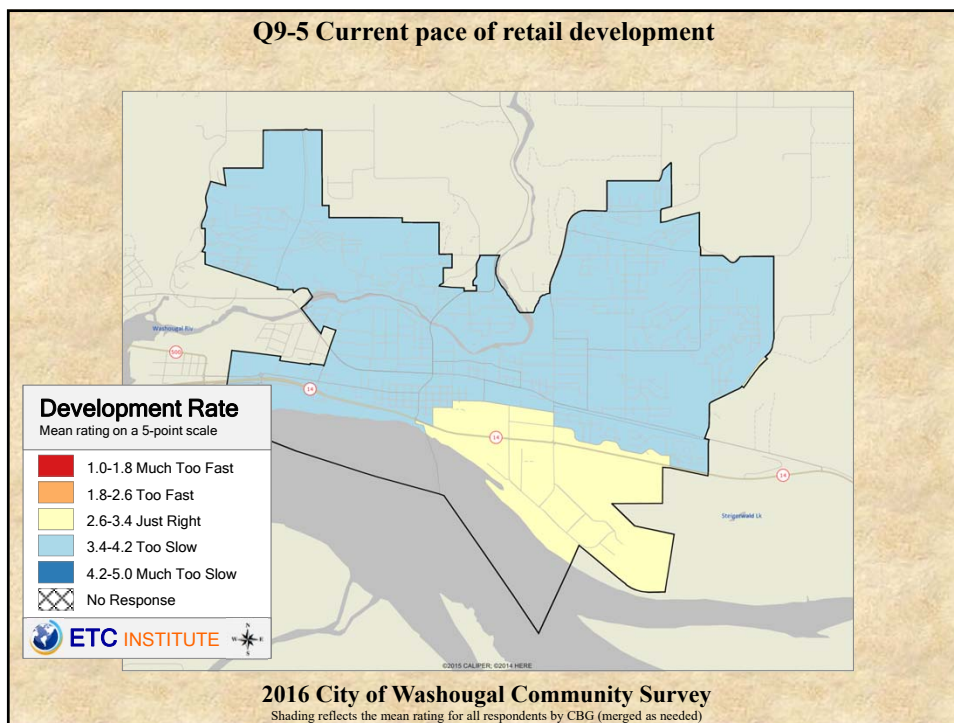 Q9-5 Current pace of retail development
Washougal Riv
500
14
14
14
Steigerwald Lk
Development Rate
Mean rating on a 5-point scale
1.0-1.8 Much Too Fast
1.8-2.6 Too Fast
2.6-3.4 Just Right
3.4-4.2 Too Slow
4.2-5.0 Much Too Slow
No Response
ETC INSTITUTE
N
W E
S
©2015 CALIPER; ©2014 HERE
2016 City of Washougal Community Survey
Shading reflects the mean rating for all respondents by CBG (merged as needed)